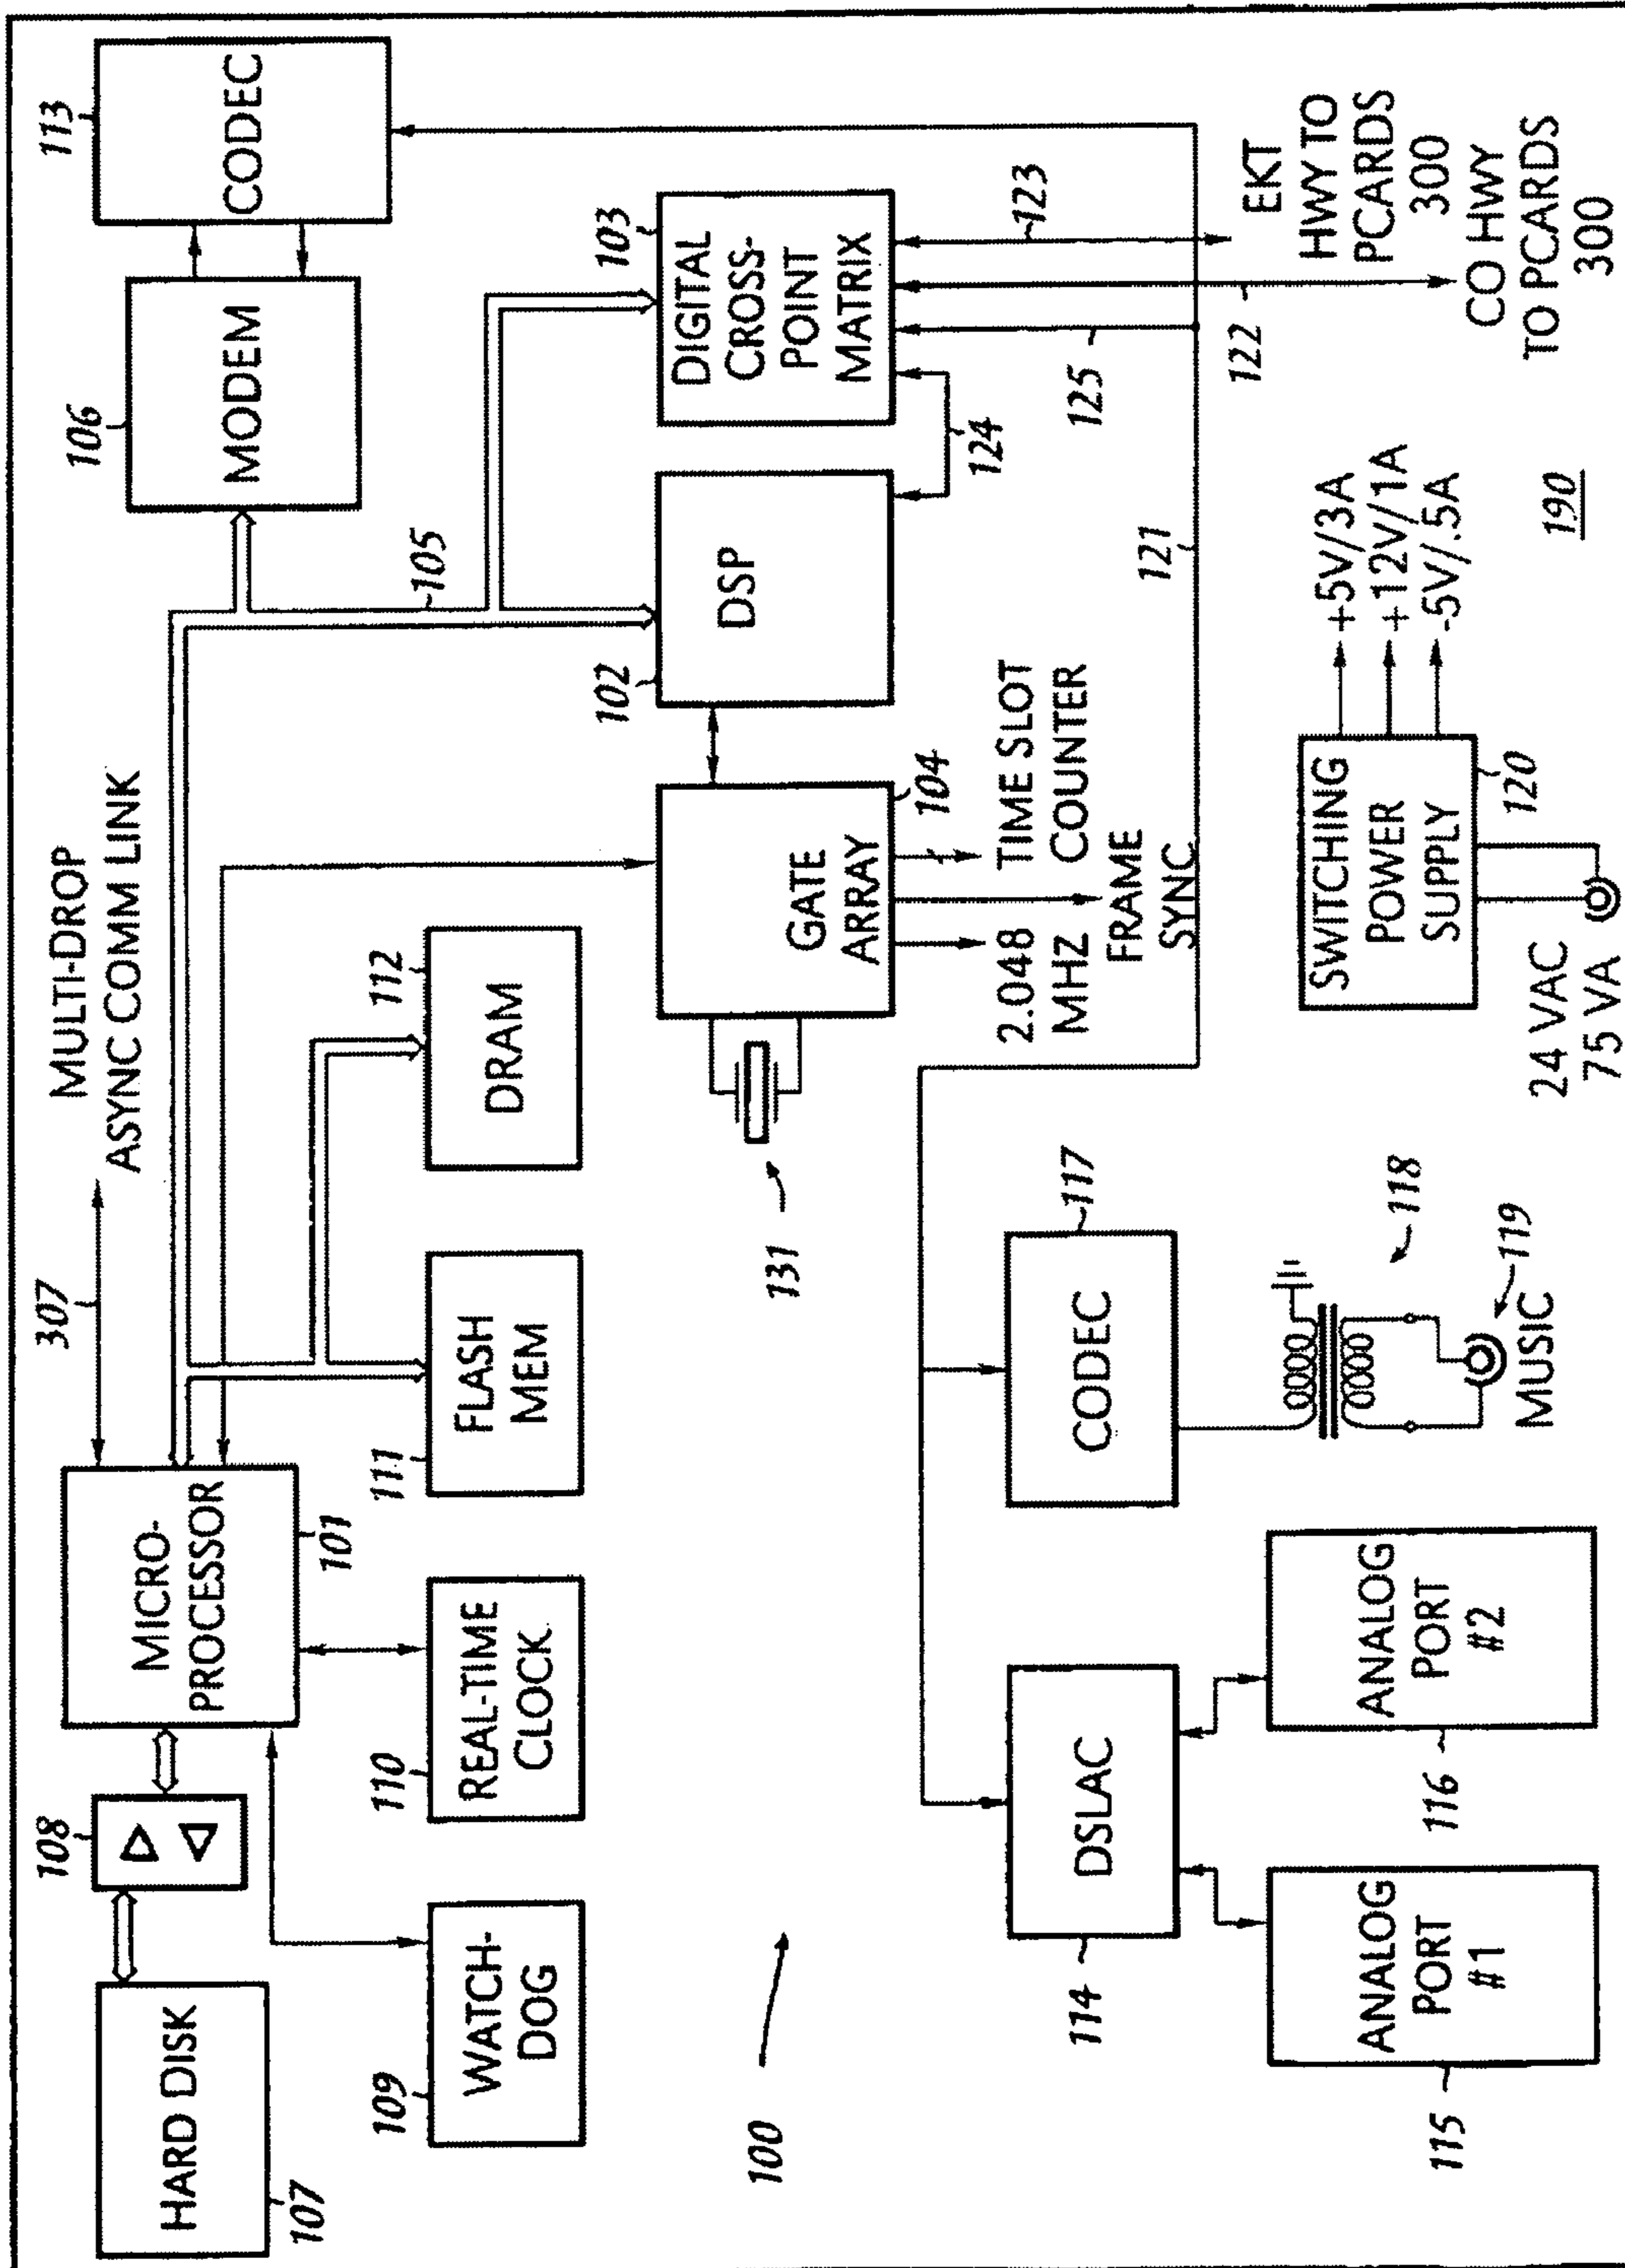 307
MULTI-DROP
ASYNC COMM LINK
HARD DISK
107
108
MICRO-
PROCESSOR
101
106
MODEM
113
CODEC
105
109
WATCH-
DOG
110
REAL-TIME
CLOCK
111
FLASH
MEM
112
DRAM
102
DSP
103
DIGITAL
CROSS-
POINT
MATRIX
GATE
ARRAY
104
131
100
2.048
MHZ
TIME SLOT
COUNTER
FRAME
SYNC
124
125
123
122
121
EKT
HWY TO
PCARDS
300
CO HWY
TO PCARDS
300
114
DSLAC
CODEC
117
118
119
MUSIC
115
ANALOG
PORT
#1
116
ANALOG
PORT
#2
SWITCHING
POWER
SUPPLY
120
+5V/3A
+12V/1A
-5V/.5A
24 VAC
75 VA
190